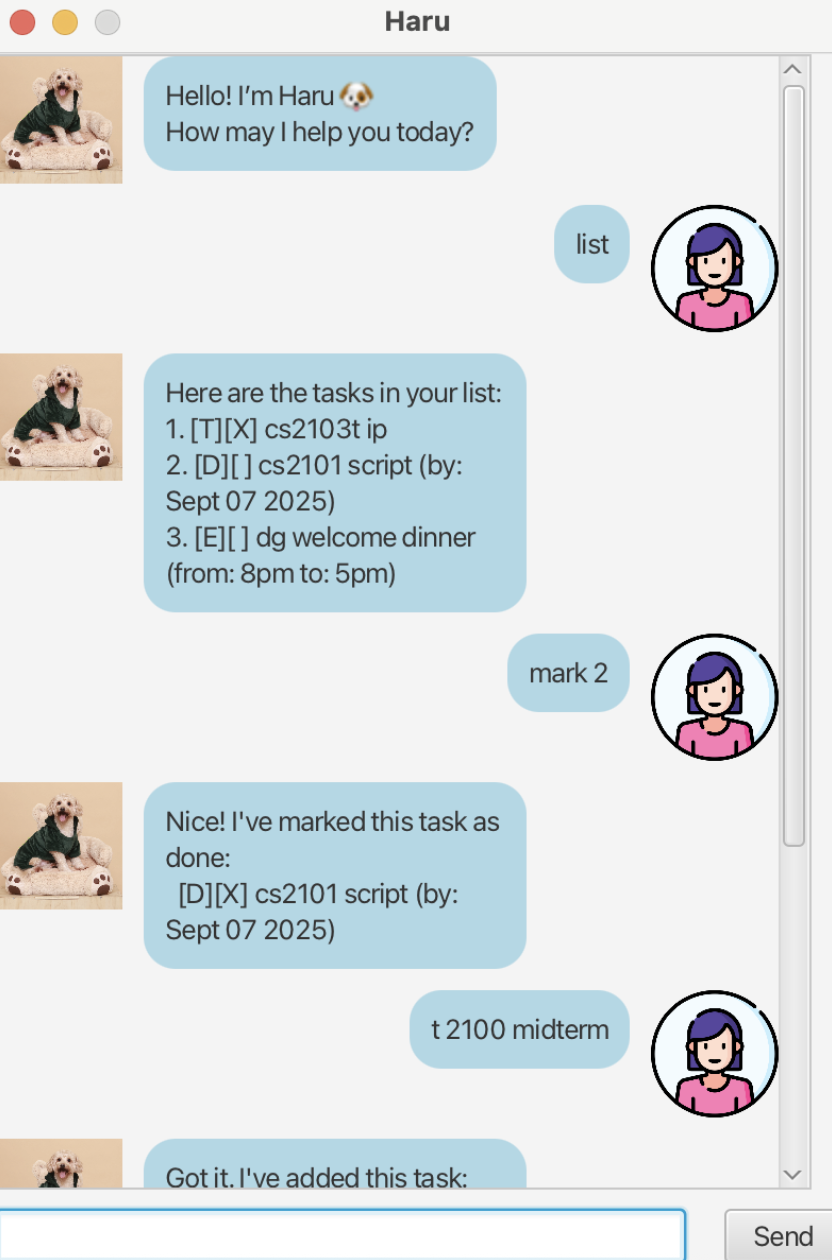 Haru
Hello! I’m Haru 🐶
How may I help you today?
list
Here are the tasks in your list:
1. [T][X] cs2103t ip
2. [D][ ] cs2101 script (by:
Sept 07 2025)
3. [E][ ] dg welcome dinner
(from: 8pm to: 5pm)
mark 2
Nice! I've marked this task as
done:
[D][X] cs2101 script (by:
Sept 07 2025)
t 2100 midterm
Got it. I've added this task:
Send